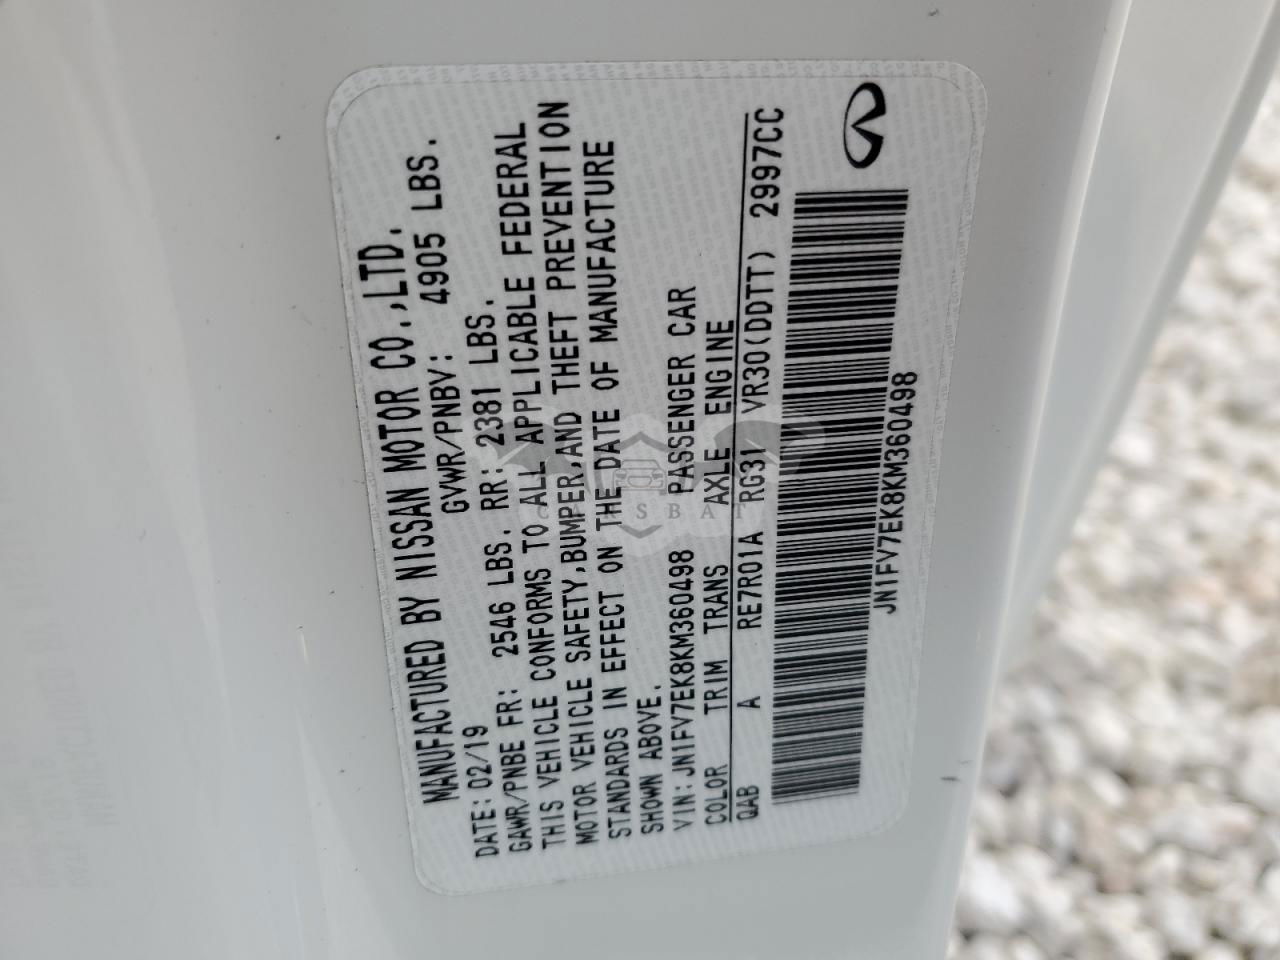 MANUFACTURED BY NISSAN MOTOR CO.,LTD.
DATE: 02/19 GVWR/PNBV: 4905 LBS.
GAWR/PNBE FR: 2546 LBS. RR: 2381 LBS.
THIS VEHICLE CONFORMS TO ALL APPLICABLE FEDERAL
MOTOR VEHICLE SAFETY,BUMPER,AND THEFT PREVENTION
STANDARDS IN EFFECT ON THE DATE OF MANUFACTURE
SHOWN ABOVE.
VIN: JN1FV7EK8KM360498 PASSENGER CAR
COLOR TRIM TRANS AXLE ENGINE
QAB A RE7R01A RG31 VR30(DDTT) 2997CC
JN1FV7EK8KM360498
CARSBAT